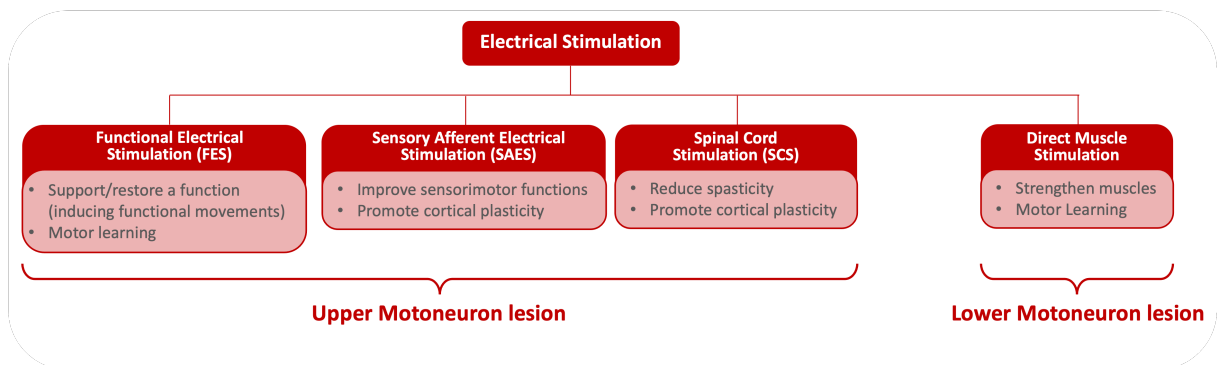 Electrical Stimulation
Functional Electrical
Stimulation (FES)
• Support/restore a function
(inducing functional movements)
• Motor learning
Sensory Afferent Electrical
Stimulation (SAES)
• Improve sensorimotor functions
• Promote cortical plasticity
Spinal Cord
Stimulation (SCS)
• Reduce spasticity
• Promote cortical plasticity
Direct Muscle
Stimulation
• Strengthen muscles
• Motor Learning
Upper Motoneuron lesion
Lower Motoneuron lesion